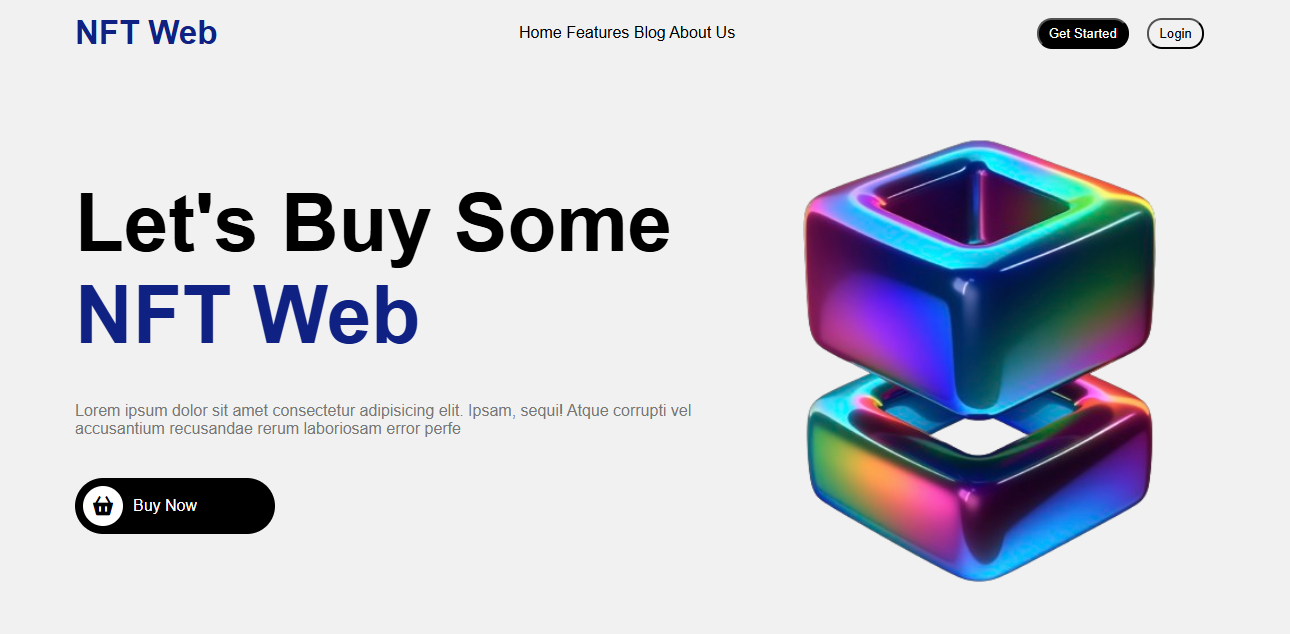 NFT Web
Home Features Blog About Us
Get Started
Login
Let's Buy Some
NFT Web
Lorem ipsum dolor sit amet consectetur adipisicing elit. Ipsam, sequi! Atque corrupti vel
accusantium recusandae rerum laboriosam error perfe
Buy Now